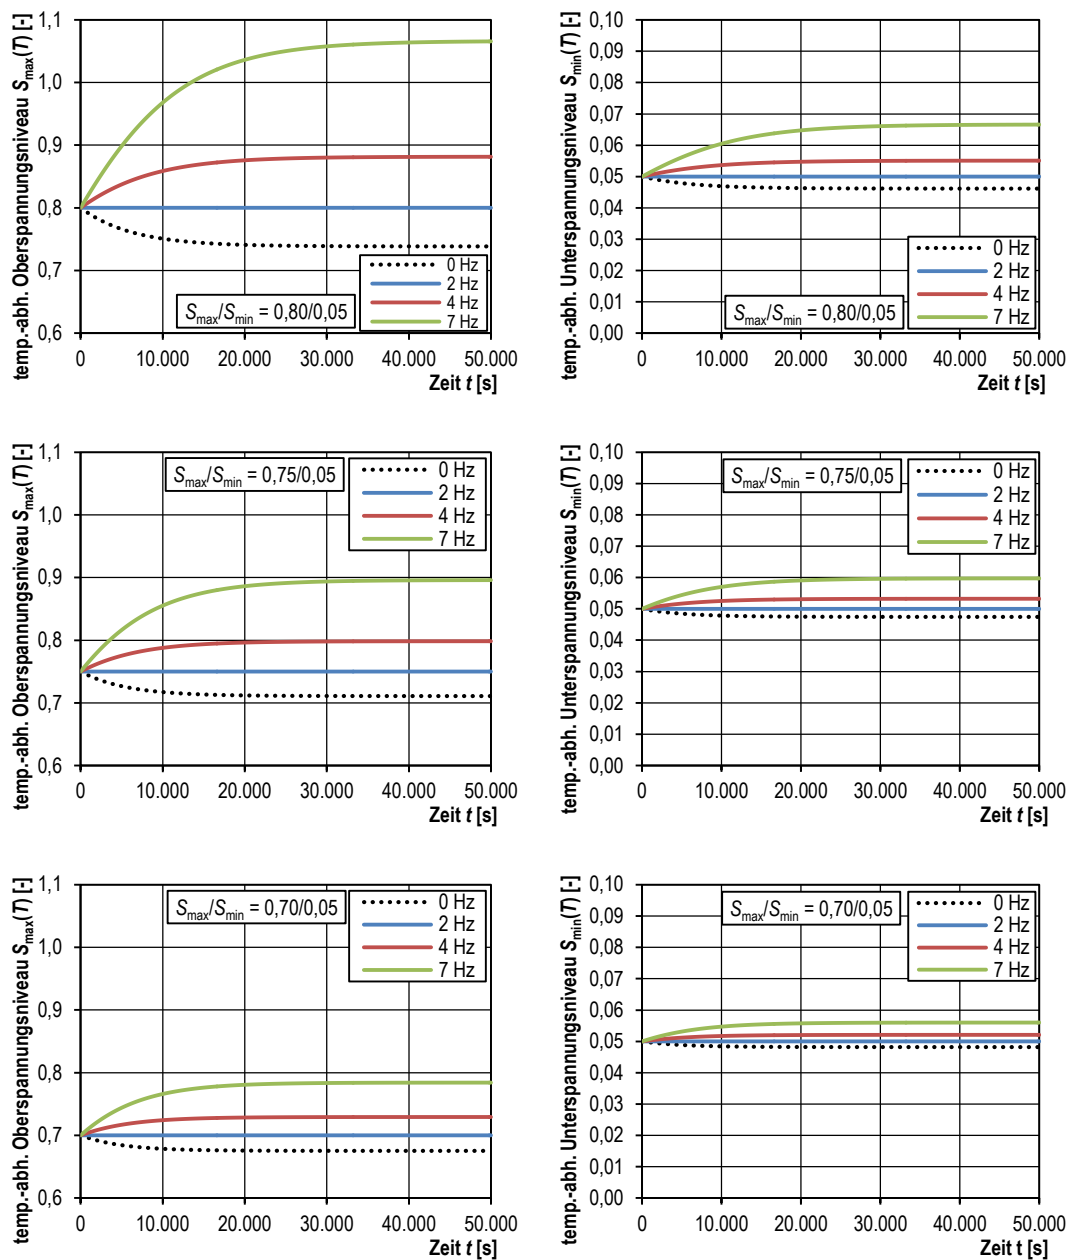 temp.-abh. Oberspannungsniveau Smax(T) [-]
1,1
1,0
0,9
0,8
0,7
0,6
0 Hz
2 Hz
4 Hz
7 Hz
Smax/Smin = 0,80/0,05
0 10.000 20.000 30.000 40.000 50.000
Zeit t [s]
temp.-abh. Unterspannungsniveau Smin(T) [-]
0,10
0,09
0,08
0,07
0,06
0,05
0,04
0,03
0,02
0,01
0,00
0 Hz
2 Hz
4 Hz
7 Hz
Smax/Smin = 0,80/0,05
0 10.000 20.000 30.000 40.000 50.000
Zeit t [s]
temp.-abh. Oberspannungsniveau Smax(T) [-]
1,1
1,0
0,9
0,8
0,7
0,6
Smax/Smin = 0,75/0,05
0 Hz
2 Hz
4 Hz
7 Hz
0 10.000 20.000 30.000 40.000 50.000
Zeit t [s]
temp.-abh. Unterspannungsniveau Smin(T) [-]
0,10
0,09
0,08
0,07
0,06
0,05
0,04
0,03
0,02
0,01
0,00
Smax/Smin = 0,75/0,05
0 Hz
2 Hz
4 Hz
7 Hz
0 10.000 20.000 30.000 40.000 50.000
Zeit t [s]
temp.-abh. Oberspannungsniveau Smax(T) [-]
1,1
1,0
0,9
0,8
0,7
0,6
Smax/Smin = 0,70/0,05
0 Hz
2 Hz
4 Hz
7 Hz
0 10.000 20.000 30.000 40.000 50.000
Zeit t [s]
temp.-abh. Unterspannungsniveau Smin(T) [-]
0,10
0,09
0,08
0,07
0,06
0,05
0,04
0,03
0,02
0,01
0,00
Smax/Smin = 0,70/0,05
0 Hz
2 Hz
4 Hz
7 Hz
0 10.000 20.000 30.000 40.000 50.000
Zeit t [s]